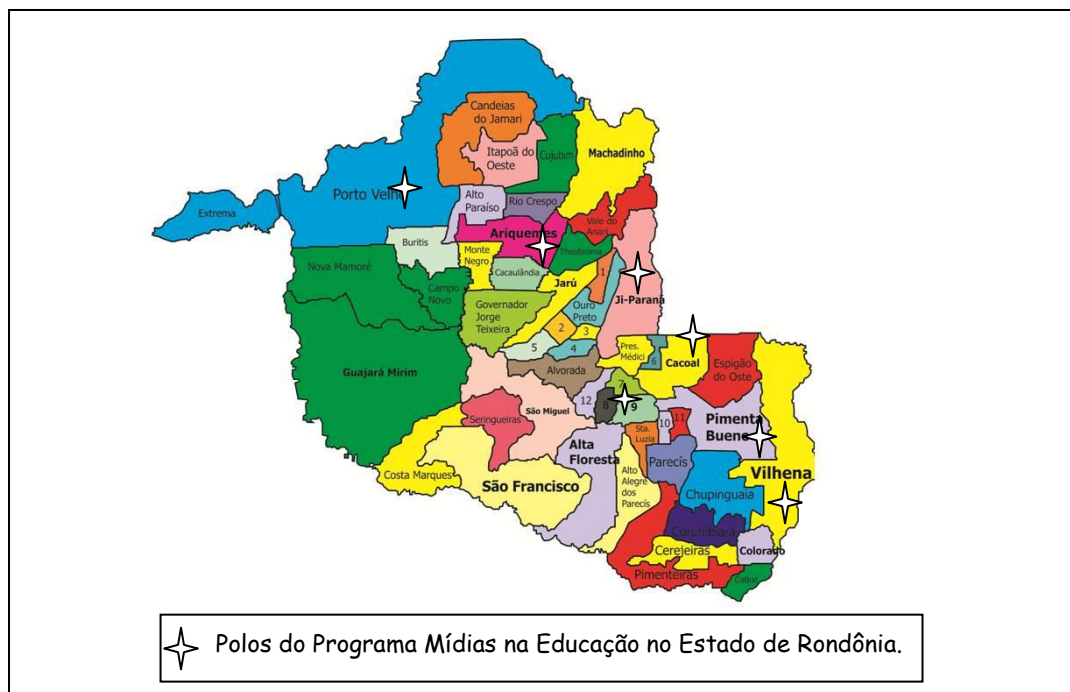 Candeias
do Jamari
Itapoã do
Oeste
Cujubim
Machadinho
Porto Velho
Extrema
Alto
Paraíso
Rio Crespo
Vale do
Anari
Ariquemes
Buritis
Monte
Negro
Theobroma
Nova Mamoré
Cacaulândia
Jarú
1
Ji-Paraná
Campo
Novo
Governador
Jorge
Teixeira
Ouro
Preto
2
3
5
4
Pres.
Médici
6
Cacoal
Espigão
do Oste
Guajará Mirim
Alvorada
7
12
8
9
São Miguel
Seringueiras
10
11
Pimenta
Bueno
Sta.
Luzia
Alta
Floresta
Parecís
Vilhena
Costa Marques
São Francisco
Alto
Alegre
dos
Parecís
Chupinguaia
Corumbiara
Cerejeiras
Colorado
Pimenteiras
Cabixi
Polos do Programa Mídias na Educação no Estado de Rondônia.